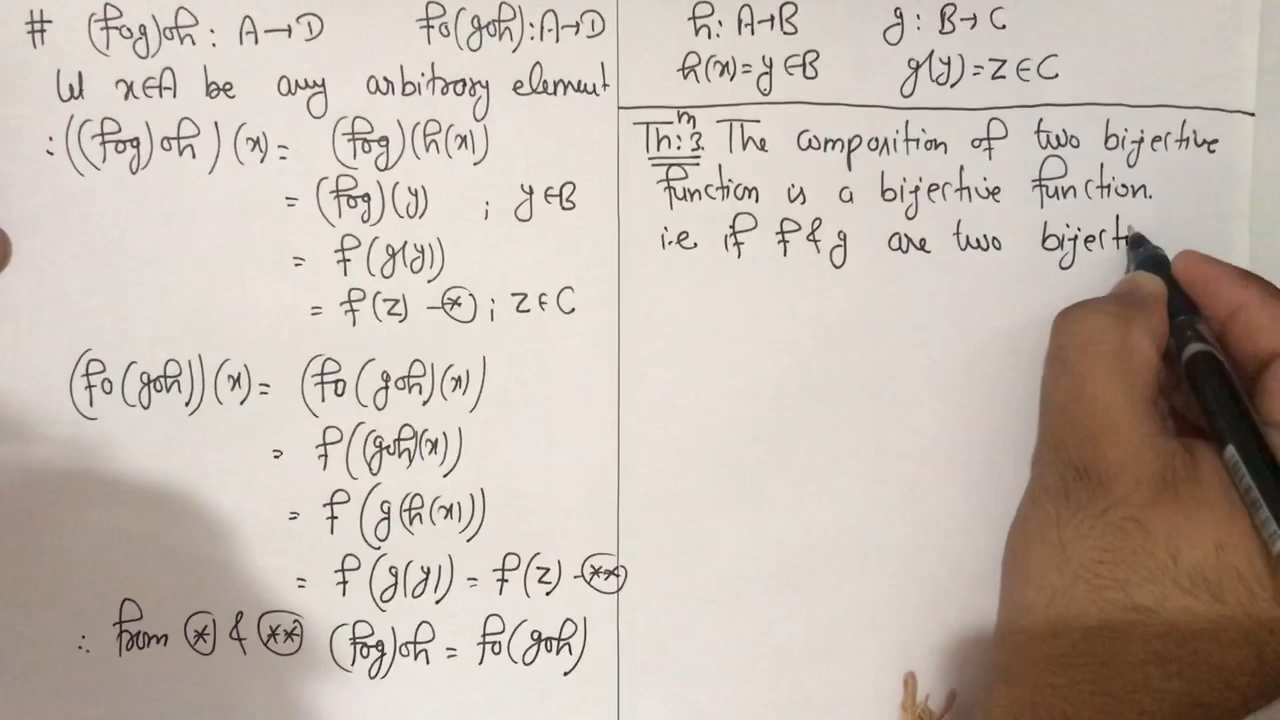 # (fog)oh : A→D    fo(goh) : A→D
Let x∈A be any arbitrary element
∴ ((fog)oh)(x) = (fog)(h(x))
= (fog)(y) ; y∈B
= f(g(y))
= f(z) -⊛ ; z∈C
(fo(goh))(x) = (fo(goh)(x)
= f((goh)(x))
= f(g(h(x)))
= f(g(y)) = f(z) -(**)
∴ from (*) & (**) (fog)oh = fo(goh)
h: A→B    g: B→C
h(x)=y∈B    g(y)=z∈C
Thm:3. The composition of two bijective
function is a bijective function.
i.e if f & g are two bijecti